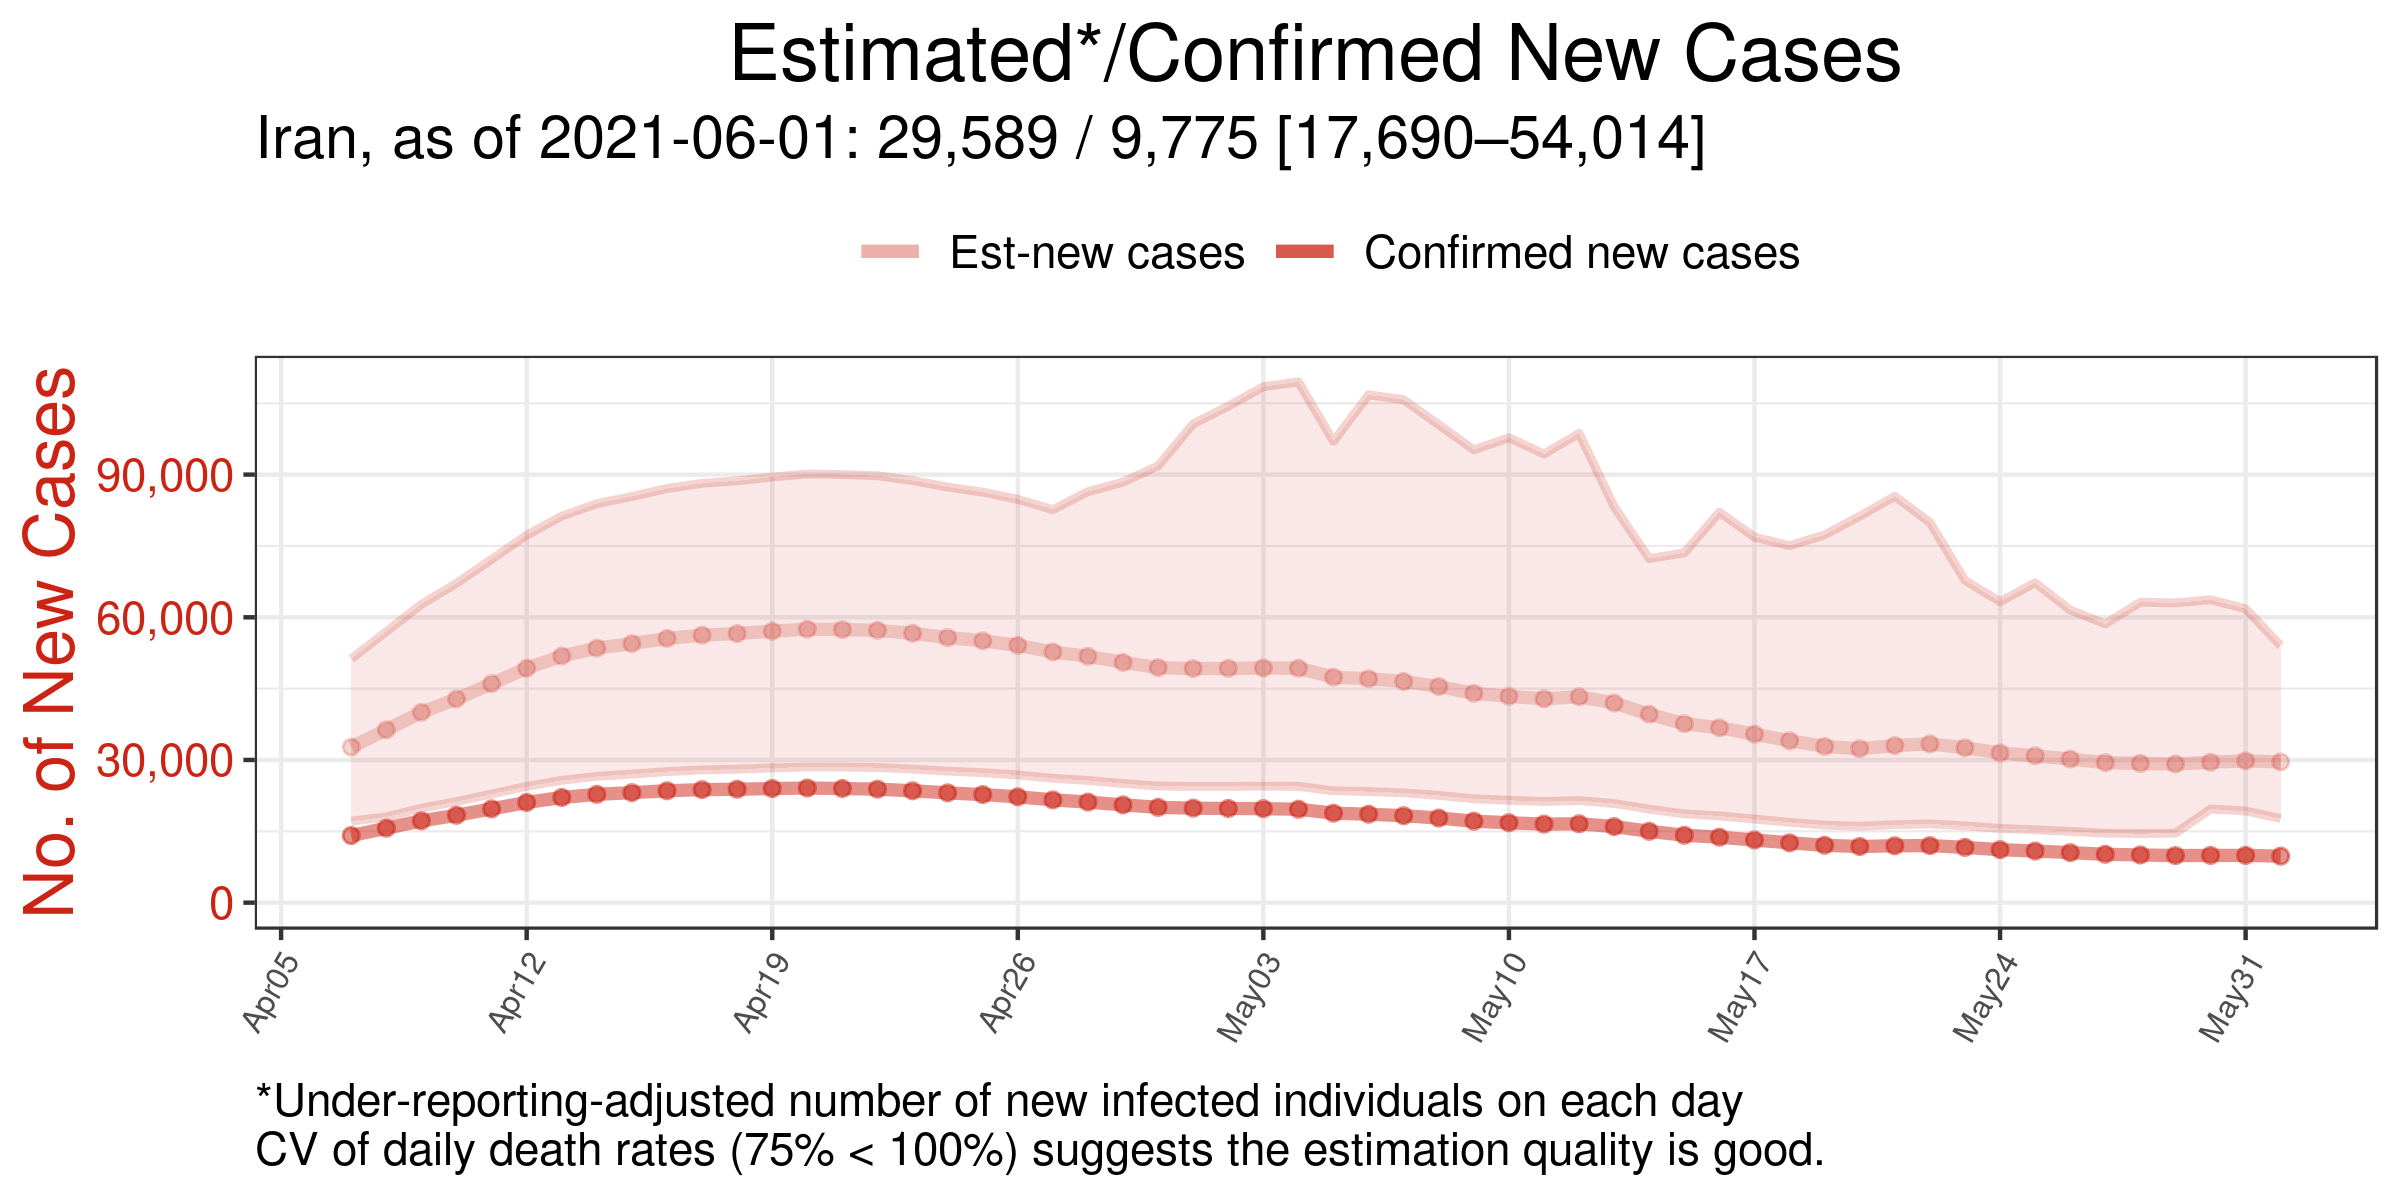 Estimated*/Confirmed New Cases
Iran, as of 2021-06-01: 29,589 / 9,775 [17,690–54,014]
Est-new cases
Confirmed new cases
No. of New Cases
90,000
60,000
30,000
0
Apr05
Apr12
Apr19
Apr26
May03
May10
May17
May24
May31
*Under-reporting-adjusted number of new infected individuals on each day
CV of daily death rates (75% < 100%) suggests the estimation quality is good.